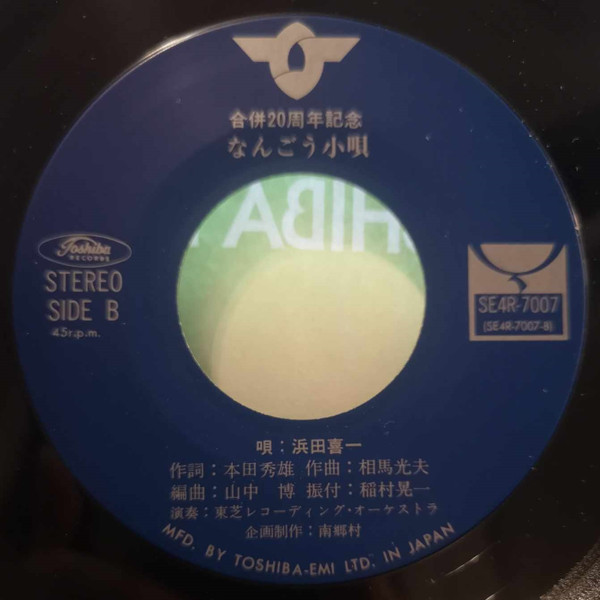 合併20周年記念
なんごう小唄
HIBA
Toshiba
RECORDS
STEREO
SIDE B
45r.p.m.
SE4R-7007
(SE4R-7007-B)
唄：浜田喜一
作詞：本田秀雄 作曲：相馬光夫
編曲：山中 博 振付：稲村晃一
演奏：東芝レコーディング・オーケストラ
企画制作：南郷村
MFD. BY TOSHIBA-EMI LTD. IN JAPAN